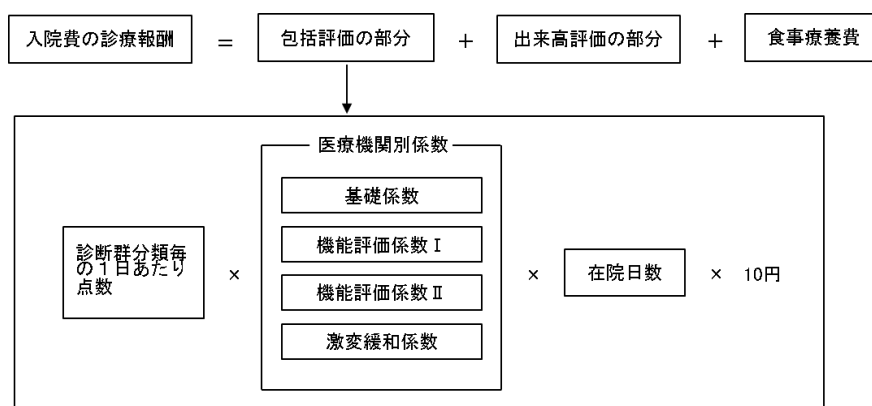 入院費の診療報酬 = 包括評価の部分 + 出来高評価の部分 + 食事療養費
医療機関別係数
基礎係数
機能評価係数Ⅰ
機能評価係数Ⅱ
激変緩和係数
診断群分類毎
の1日あたり
点数
×
×
在院日数
×
10円